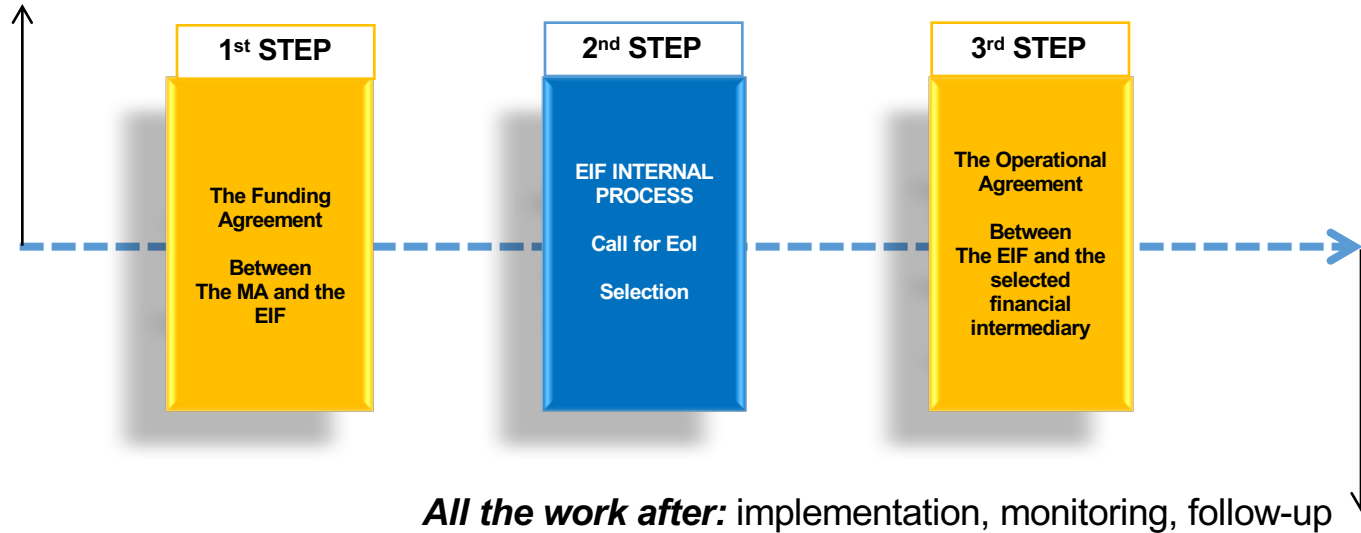 1st STEP
The Funding
Agreement
Between
The MA and the
EIF
2nd STEP
EIF INTERNAL
PROCESS
Call for EoI
Selection
3rd STEP
The Operational
Agreement
Between
The EIF and the
selected
financial
intermediary
All the work after: implementation, monitoring, follow-up